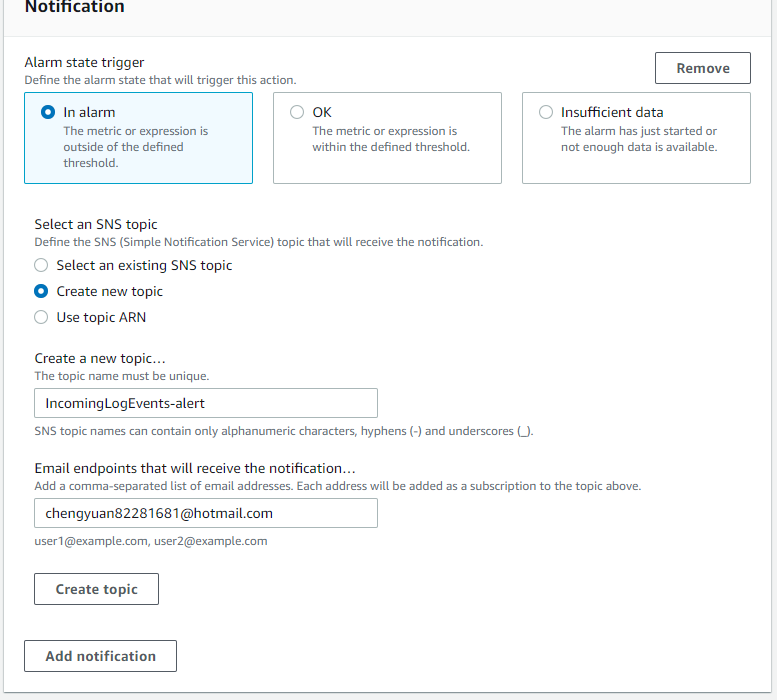 Notification
Alarm state trigger
Define the alarm state that will trigger this action.
Remove
In alarm
The metric or expression is
outside of the defined
threshold.
OK
The metric or expression is
within the defined threshold.
Insufficient data
The alarm has just started or
not enough data is available.
Select an SNS topic
Define the SNS (Simple Notification Service) topic that will receive the notification.
Select an existing SNS topic
Create new topic
Use topic ARN
Create a new topic…
The topic name must be unique.
IncomingLogEvents-alert
SNS topic names can contain only alphanumeric characters, hyphens (-) and underscores (_).
Email endpoints that will receive the notification…
Add a comma-separated list of email addresses. Each address will be added as a subscription to the topic above.
chengyuan82281681@hotmail.com
user1@example.com, user2@example.com
Create topic
Add notification